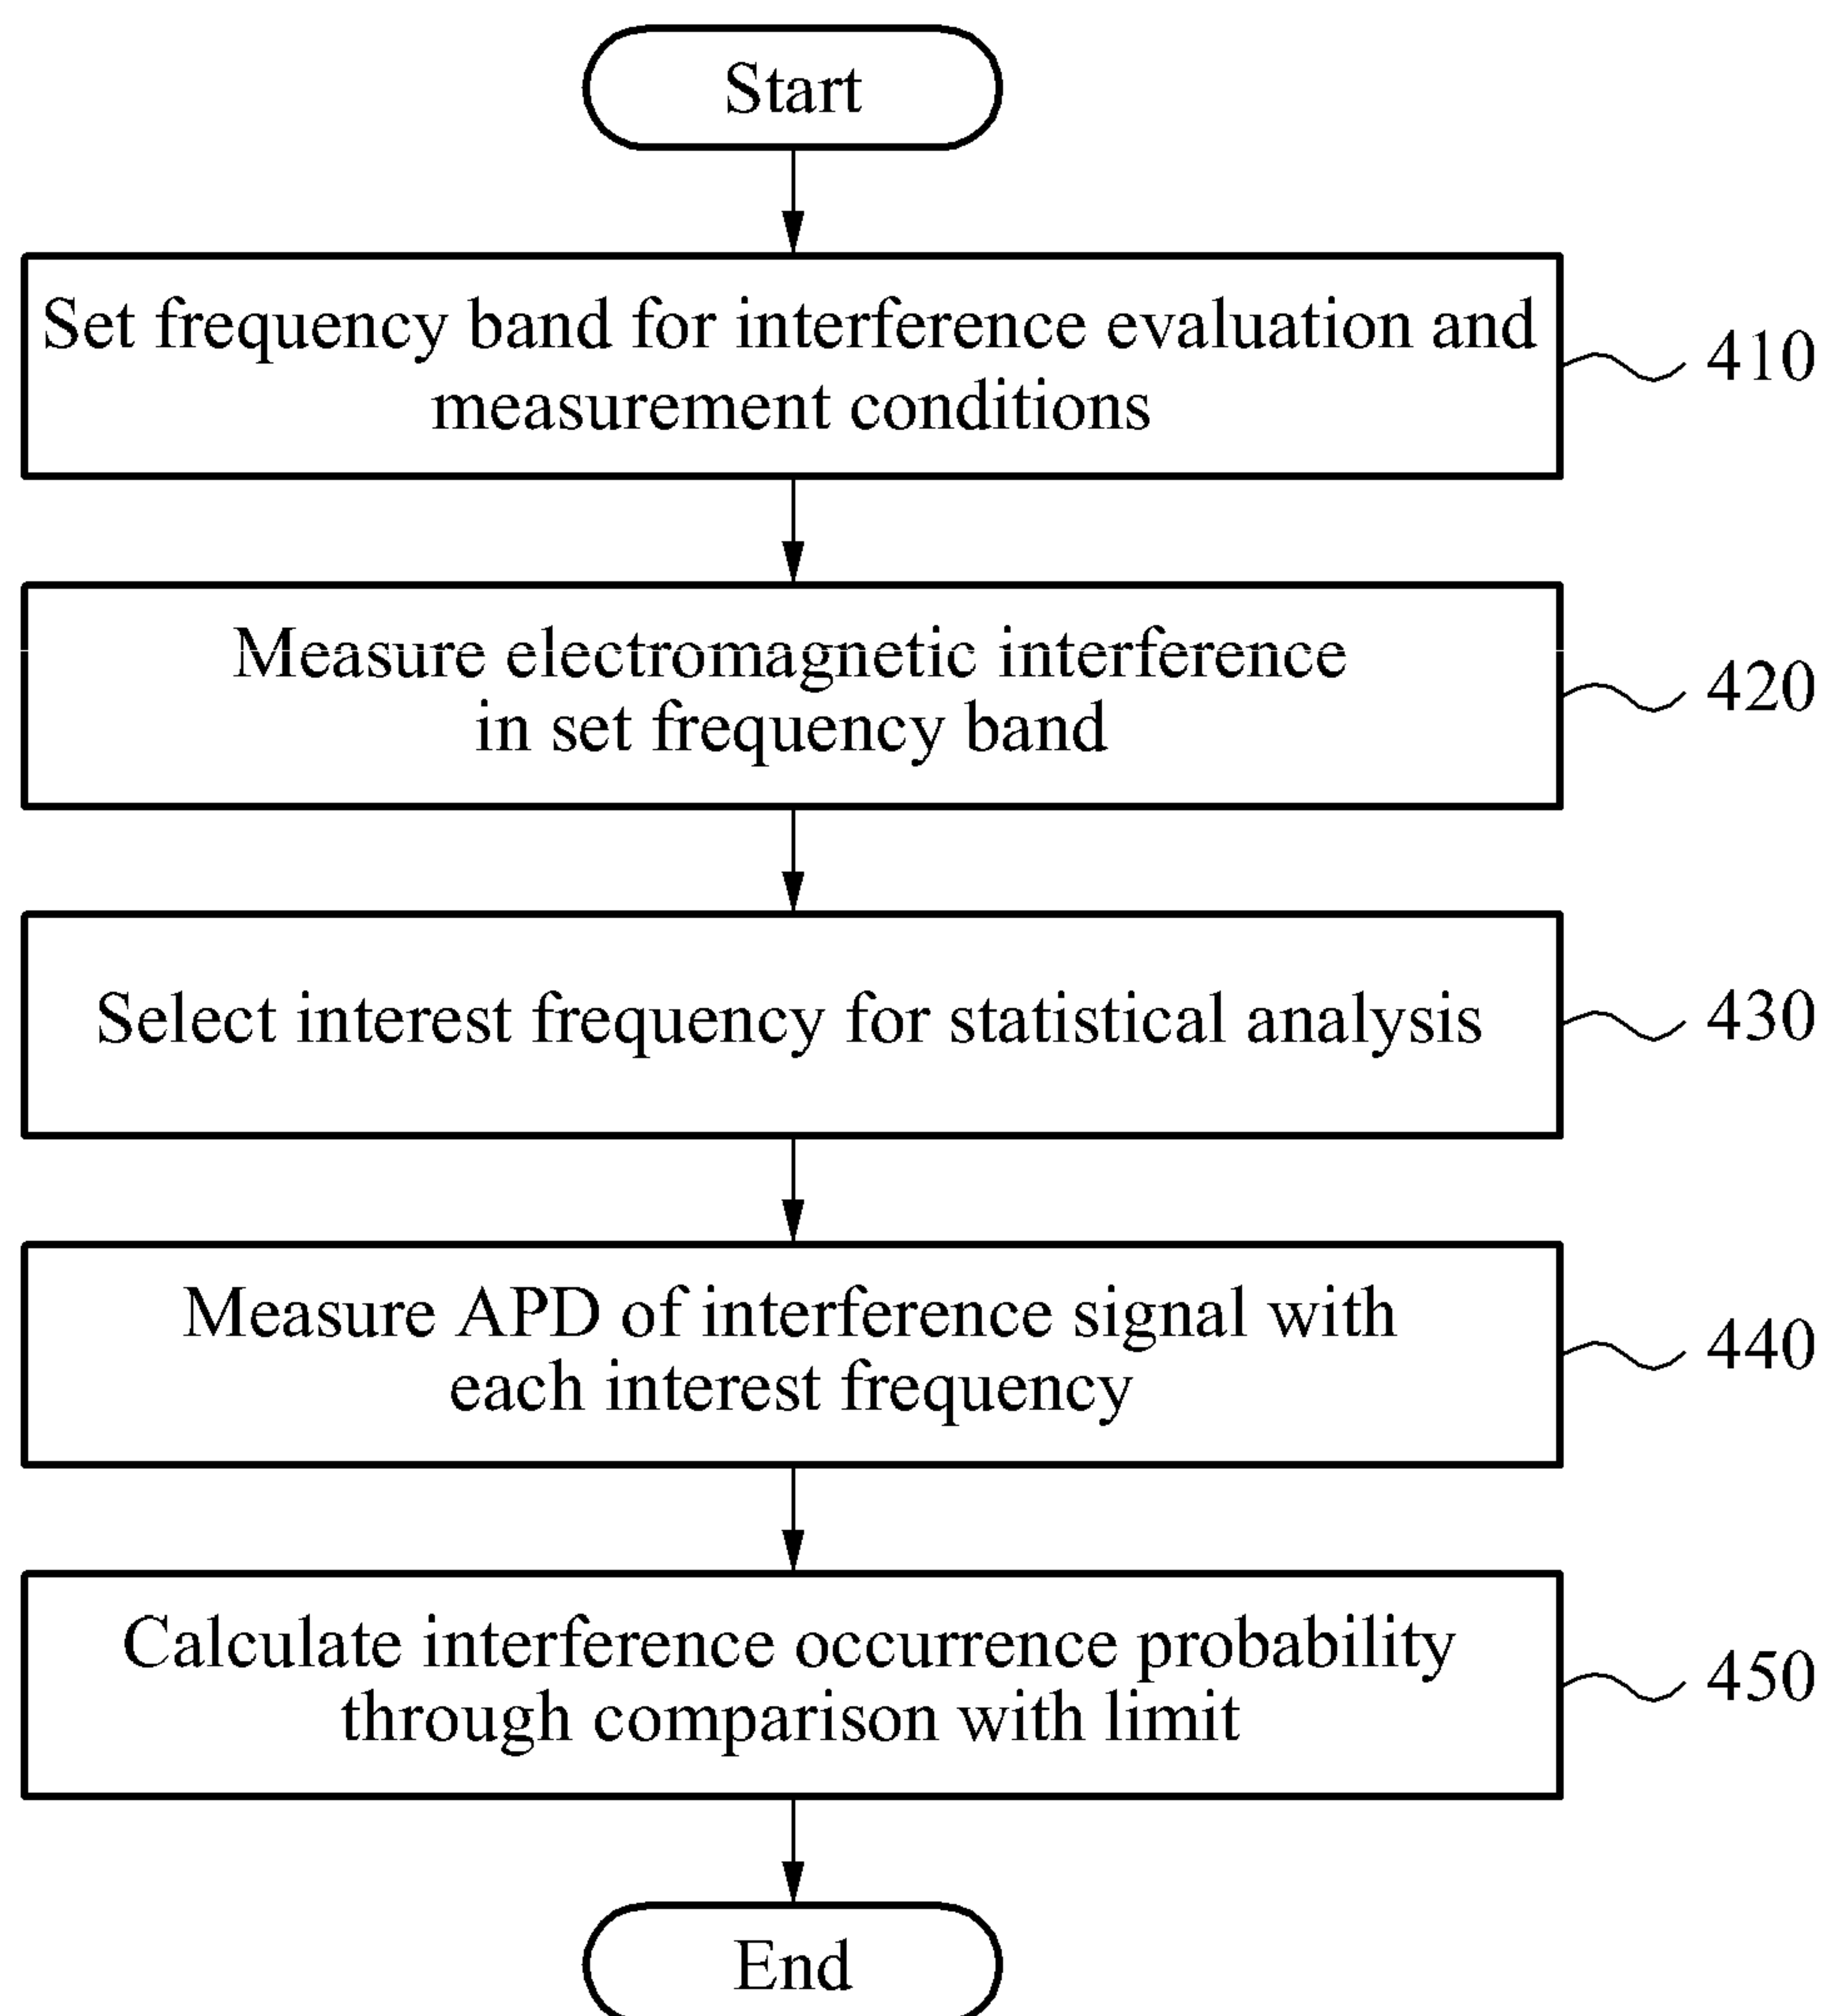 Start
Set frequency band for interference evaluation and
measurement conditions
410
Measure electromagnetic interference
in set frequency band
420
Select interest frequency for statistical analysis
430
Measure APD of interference signal with
each interest frequency
440
Calculate interference occurrence probability
through comparison with limit
450
End